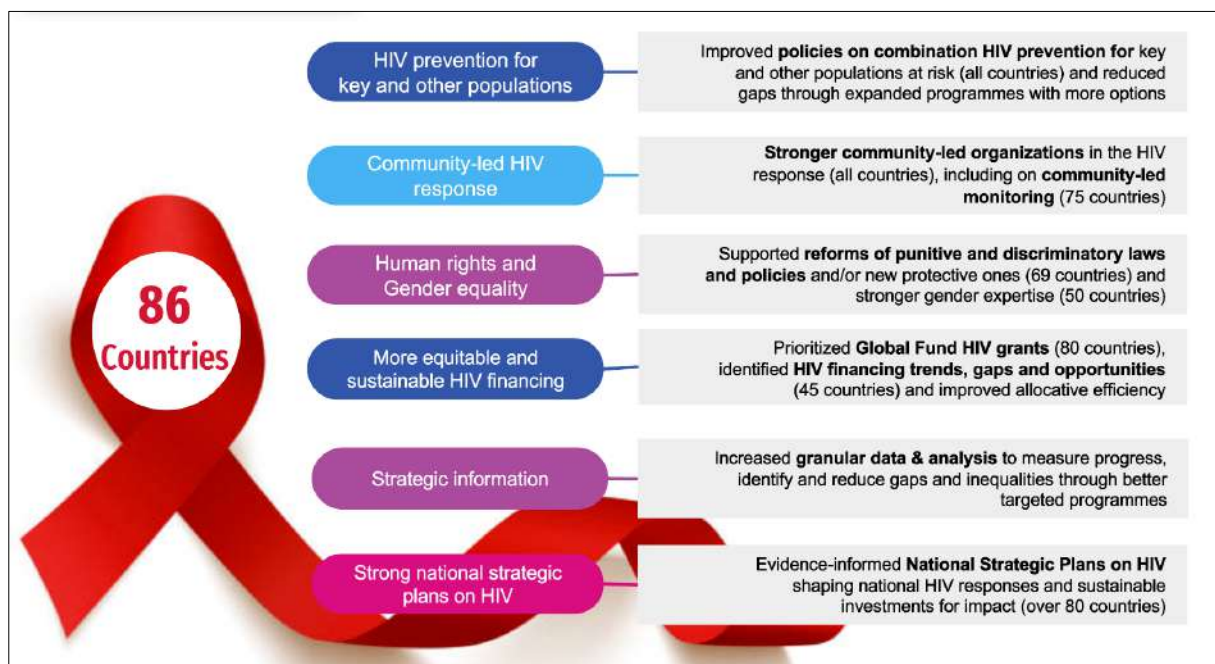 HIV prevention for
key and other populations
Improved policies on combination HIV prevention for key
and other populations at risk (all countries) and reduced
gaps through expanded programmes with more options
Community-led HIV
response
Stronger community-led organizations in the HIV
response (all countries), including on community-led
monitoring (75 countries)
86
Countries
Human rights and
Gender equality
Supported reforms of punitive and discriminatory laws
and policies and/or new protective ones (69 countries) and
stronger gender expertise (50 countries)
More equitable and
sustainable HIV financing
Prioritized Global Fund HIV grants (80 countries),
identified HIV financing trends, gaps and opportunities
(45 countries) and improved allocative efficiency
Strategic information
Increased granular data & analysis to measure progress,
identify and reduce gaps and inequalities through better
targeted programmes
Strong national strategic
plans on HIV
Evidence-informed National Strategic Plans on HIV
shaping national HIV responses and sustainable
investments for impact (over 80 countries)